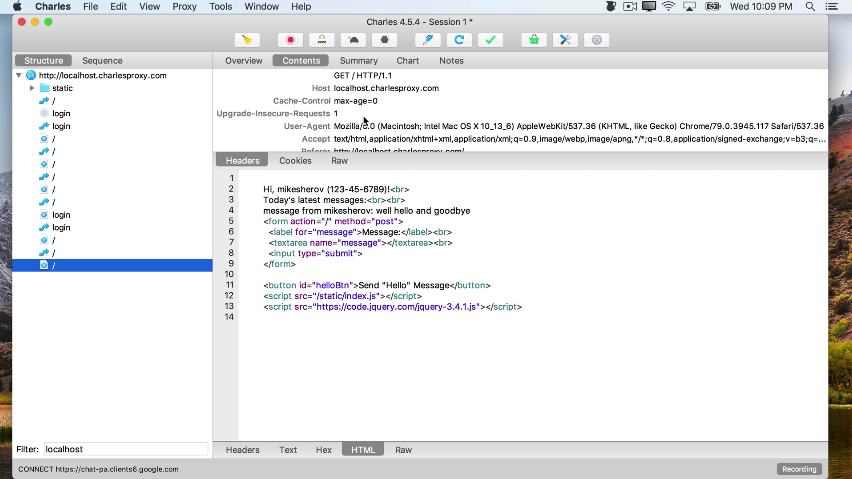 Charles File Edit View Proxy Tools Window Help Wed 10:09 PM
Charles 4.5.4 - Session 1 *
Structure Sequence
Overview Contents Summary Chart Notes
http://localhost.charlesproxy.com
static
/
login
login
/
/
/
/
/
/
login
login
/
/
/
GET / HTTP/1.1
Host localhost.charlesproxy.com
Cache-Control max-age=0
Upgrade-Insecure-Requests 1
User-Agent Mozilla/5.0 (Macintosh; Intel Mac OS X 10_13_6) AppleWebKit/537.36 (KHTML, like Gecko) Chrome/79.0.3945.117 Safari/537.36
Accept text/html,application/xhtml+xml,application/xml;q=0.9,image/webp,image/apng,*/*;q=0.8,application/signed-exchange;v=b3;q=...
Referer http://localhost.charlesproxy.com/
Headers Cookies Raw
1
2 Hi, mikesherov (123-45-6789)!<br>
3 Today's latest messages:<br><br>
4 message from mikesherov: well hello and goodbye
5 <form action="/" method="post">
6 <label for="message">Message:</label><br>
7 <textarea name="message"></textarea><br>
8 <input type="submit">
9 </form>
10
11 <button id="helloBtn">Send "Hello" Message</button>
12 <script src="/static/index.js"></script>
13 <script src="https://code.jquery.com/jquery-3.4.1.js"></script>
14
Filter: localhost
Headers Text Hex HTML Raw
CONNECT https://chat-pa.clients6.google.com
Recording